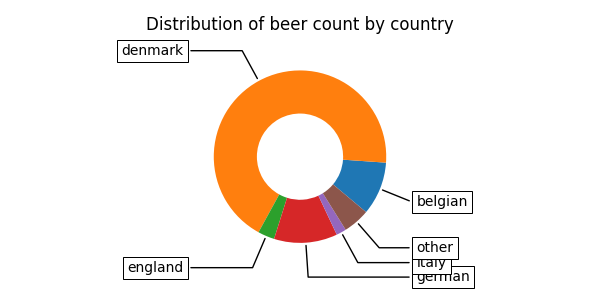 Distribution of beer count by country
denmark
belgian
other
italy
german
england